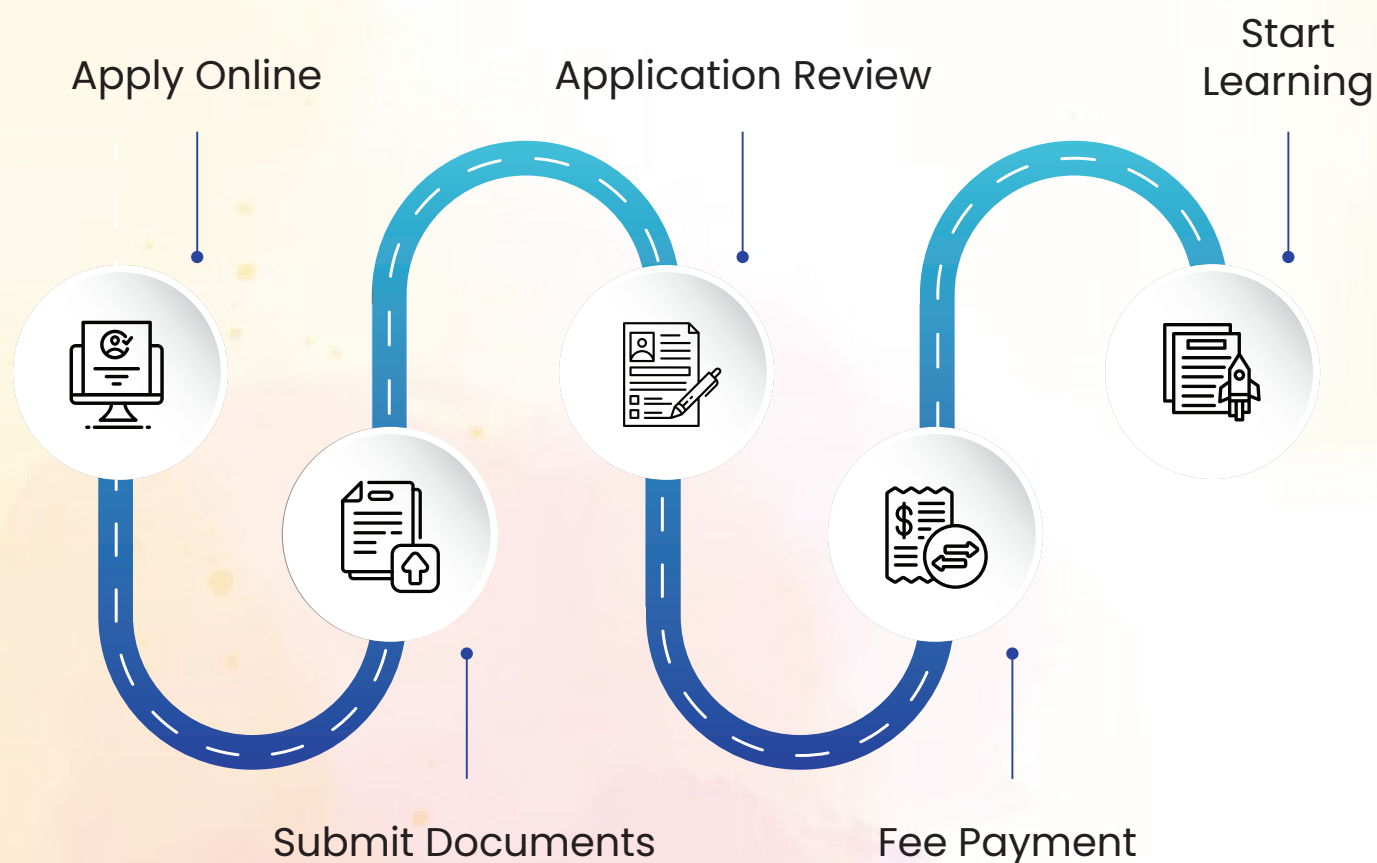 Apply Online
Submit Documents
Application Review
Fee Payment
Start
Learning
$